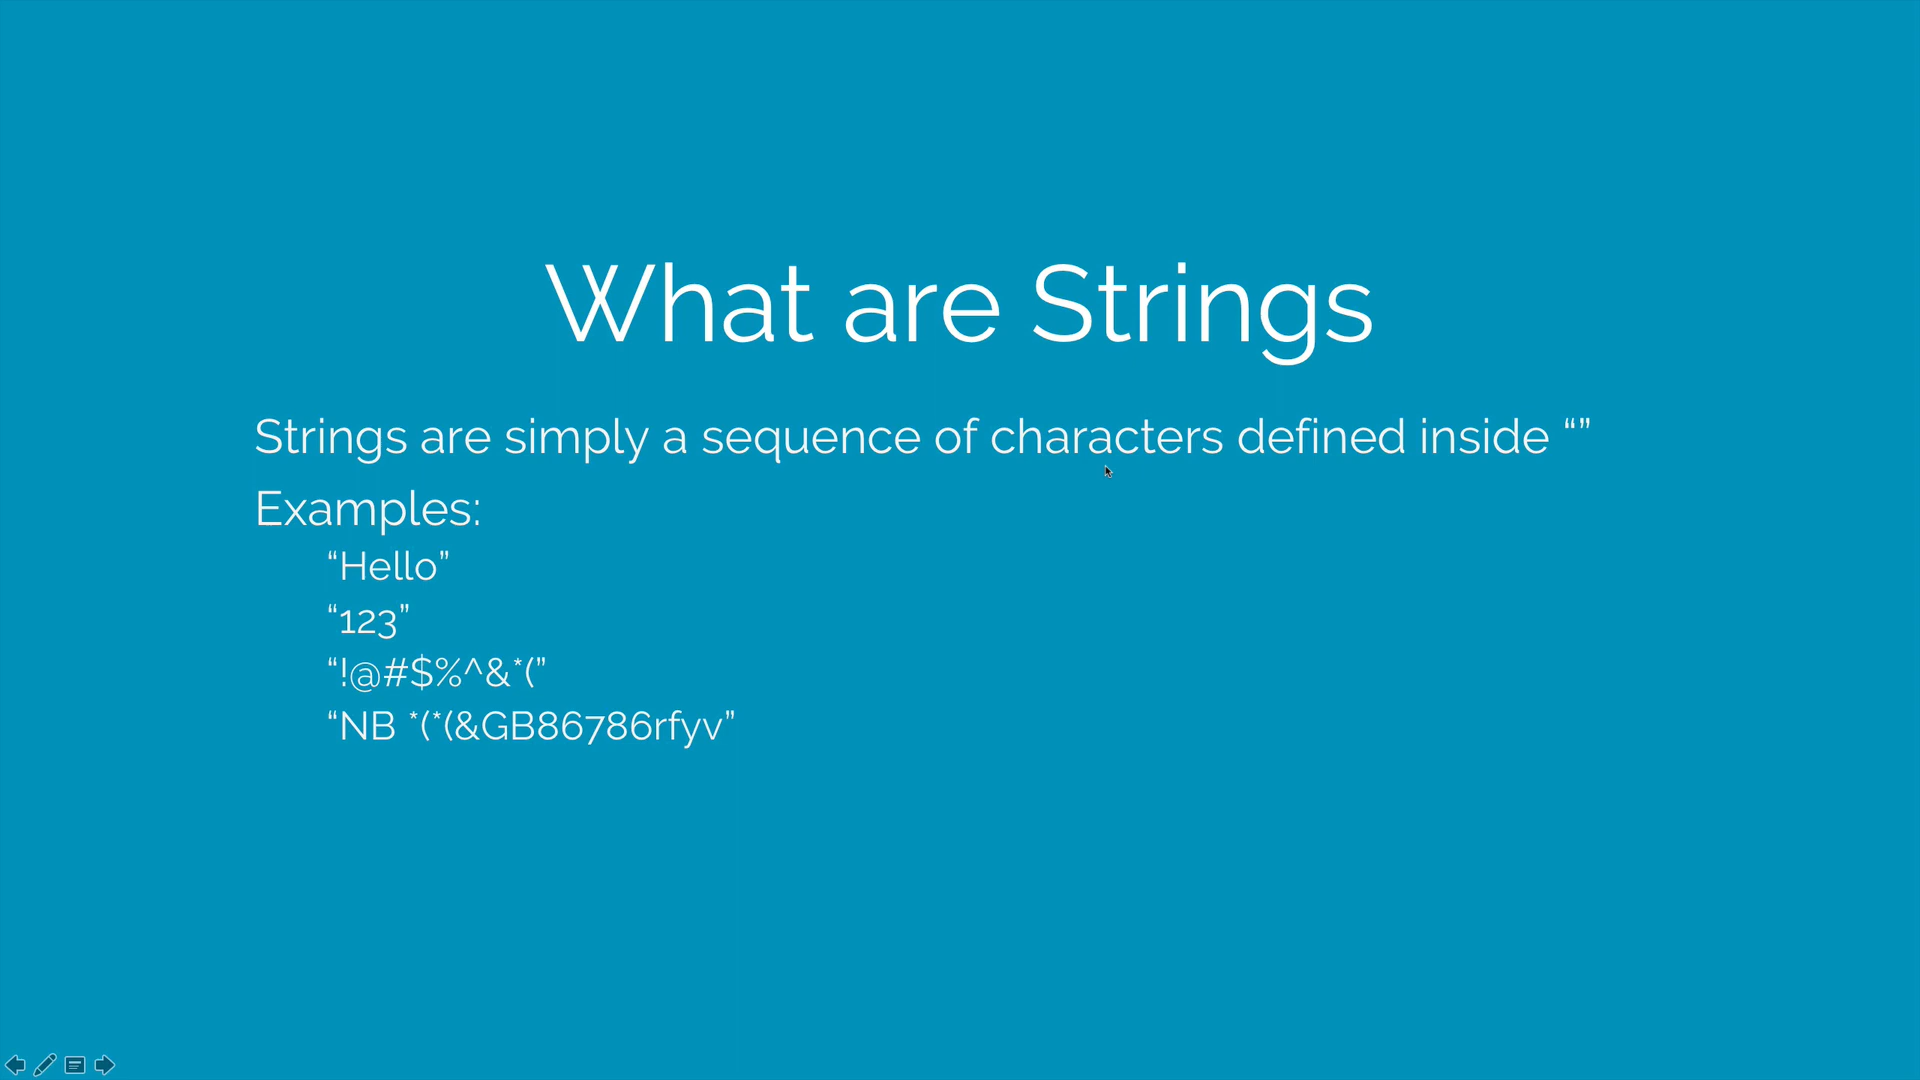 What are Strings
Strings are simply a sequence of characters defined inside “”
Examples:
“Hello”
“123”
“!@#$%^&*(”
“NB *(*(&GB86786rfyv”